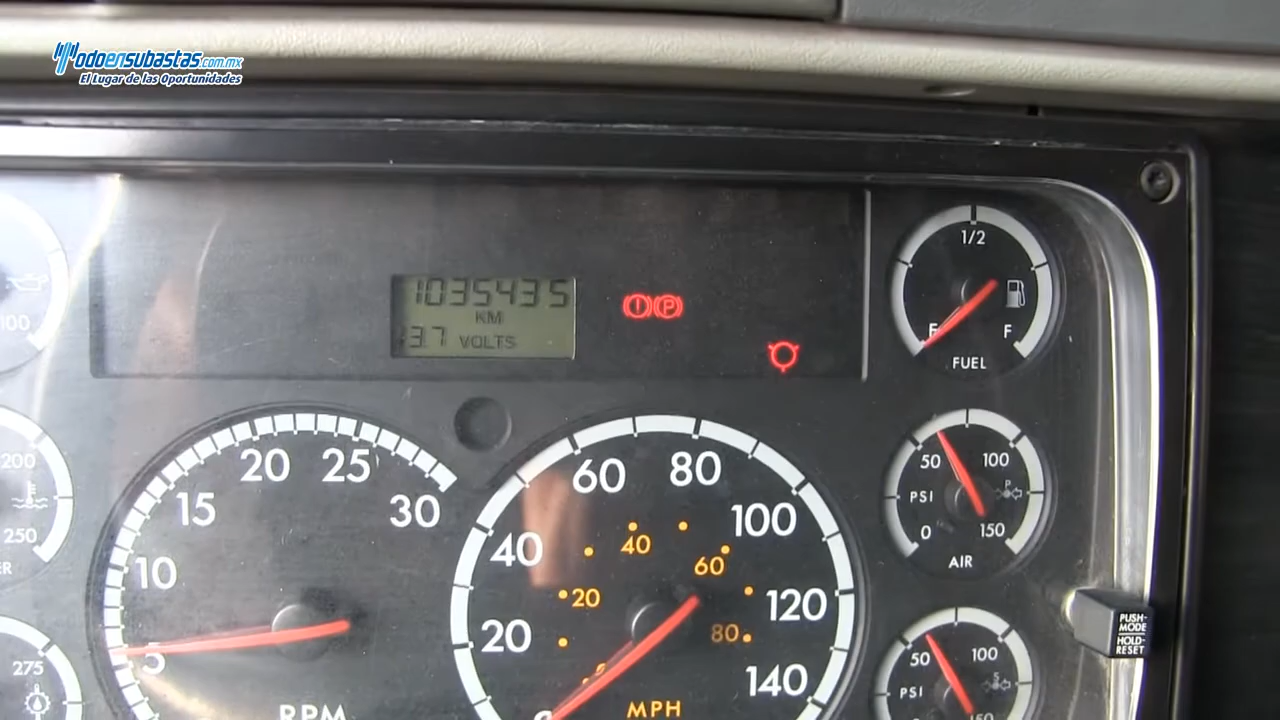 Todoensubastas.com.mx
El Lugar de las Oportunidades
1035435
KM
3.7 VOLTS
1/2
E F
FUEL
100
200
250
275
5
10
15
20
25
30
RPM
20
40
60
80
100
120
140
20
40
60
80
MPH
50 100
PSI P
0 150
AIR
50 100
PSI S
150
PUSH-
MODE
HOLD-
RESET